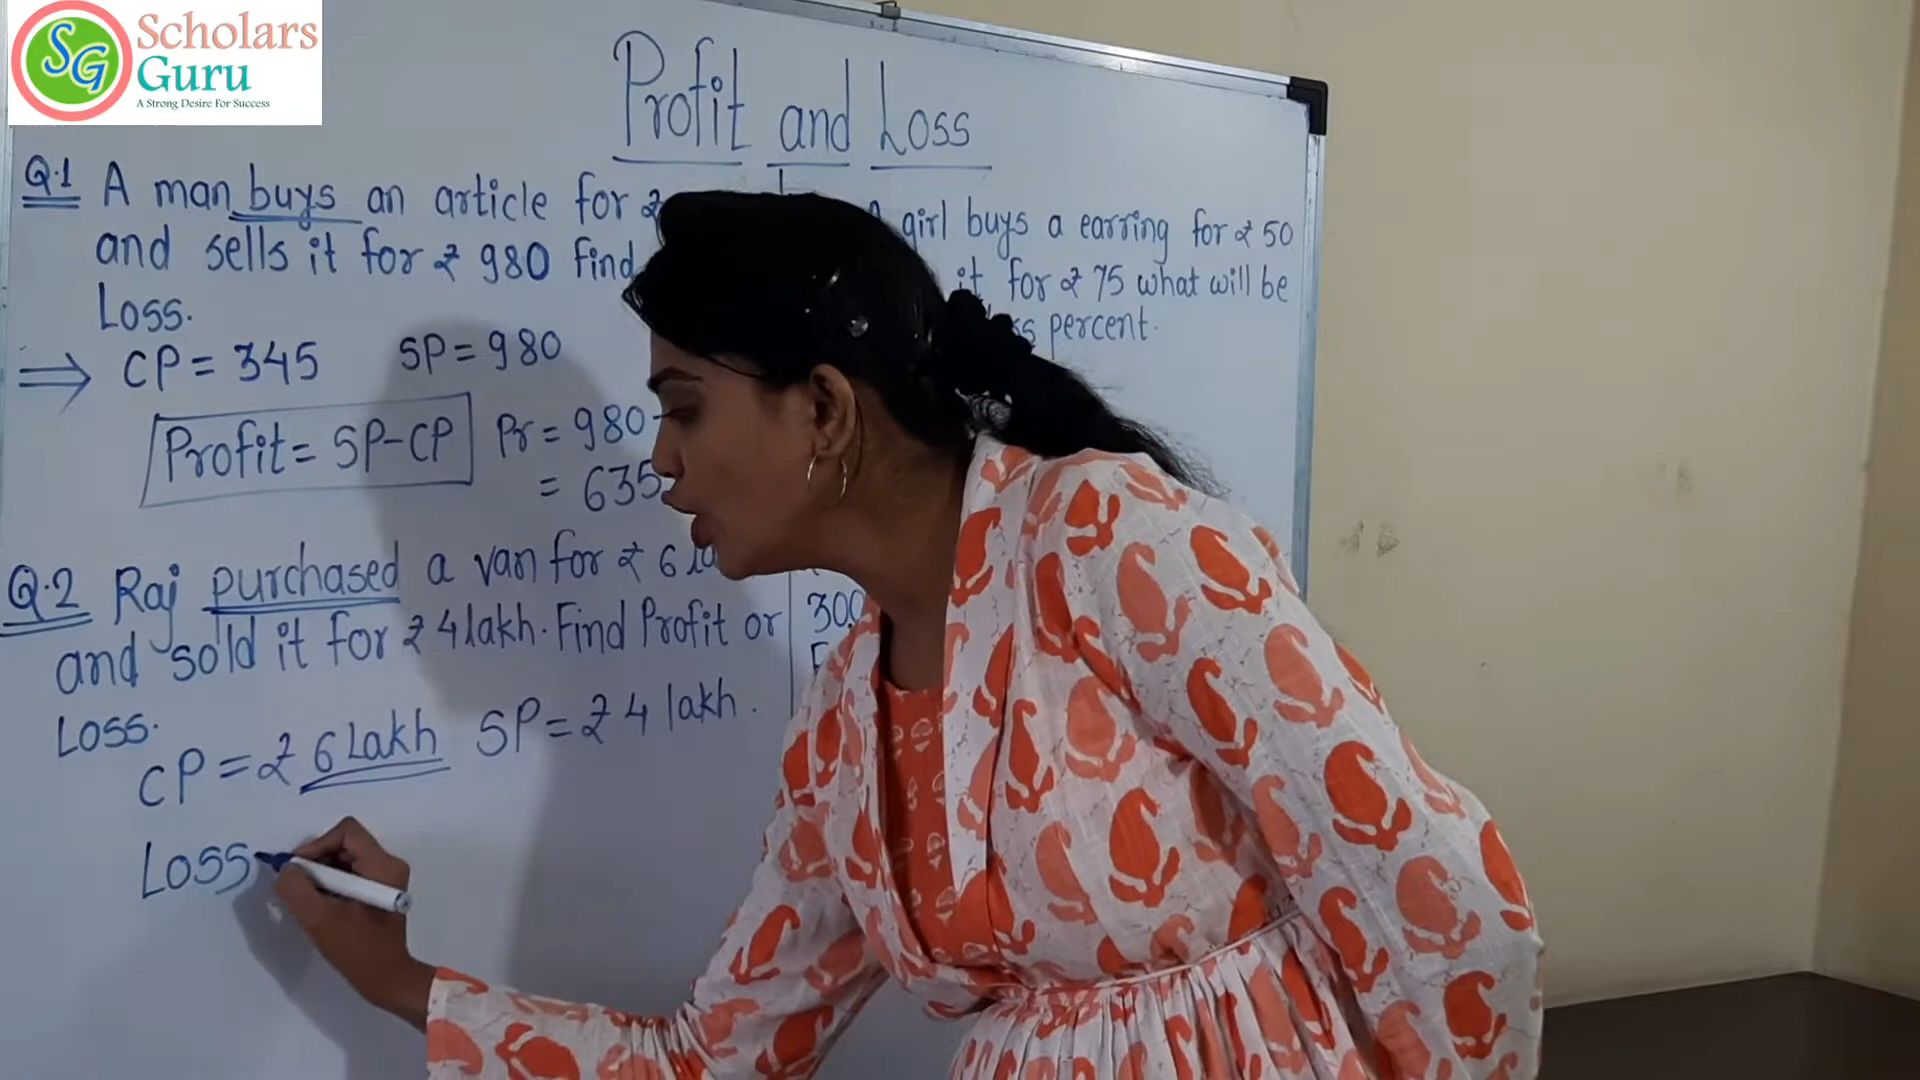 Scholars
Guru
A Strong Desire For Success
SG
Profit and Loss
Q.1 A man buys an article for ₹
and sells it for ₹ 980 find
Loss.
⇒ CP = 345 SP = 980
Profit = SP-CP Pr = 980-
= 635
Q.2 Raj purchased a van for ₹ 6
and sold it for ₹ 4 lakh. Find Profit or
Loss.
CP = ₹ 6 Lakh SP = ₹ 4 lakh.
Loss
girl buys a earring for ₹ 50
it for ₹ 75 what will be
percent.
300